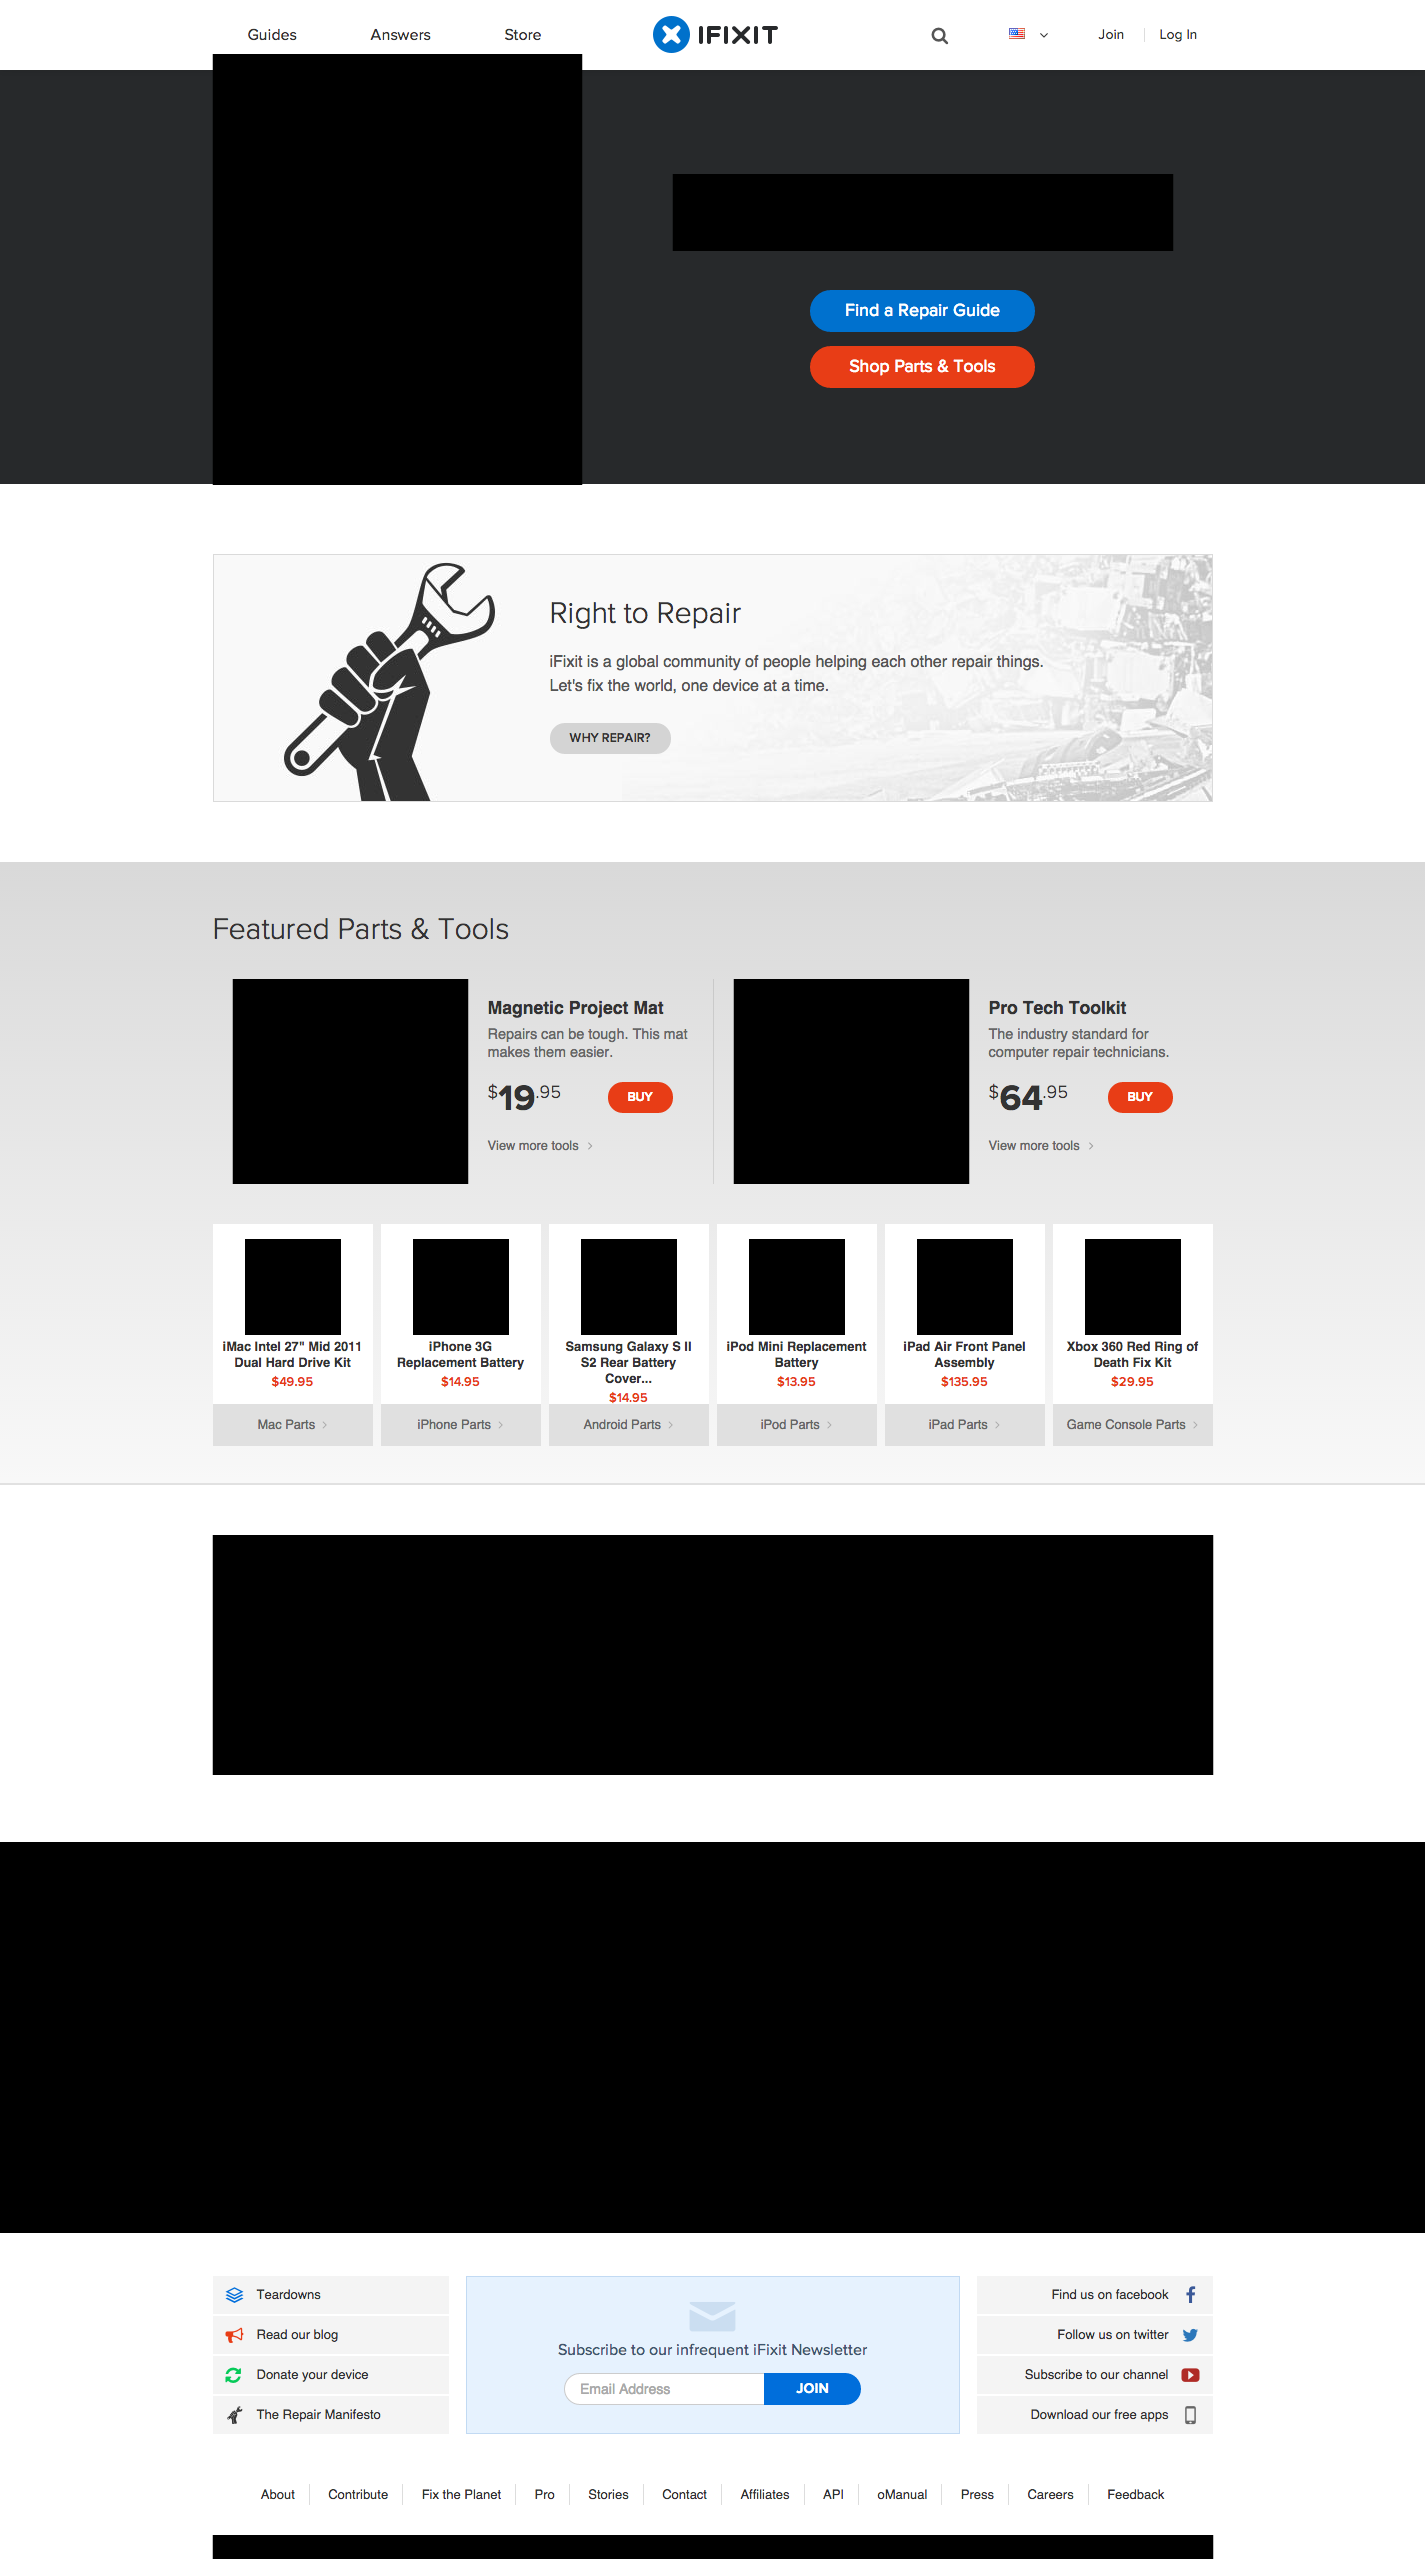 Guides
Answers
Store
IFIXIT
Join
Log In
Find a Repair Guide
Shop Parts & Tools
Right to Repair
iFixit is a global community of people helping each other repair things.
Let's fix the world, one device at a time.
WHY REPAIR?
Featured Parts & Tools
Magnetic Project Mat
Repairs can be tough. This mat
makes them easier.
$19.95
BUY
View more tools
Pro Tech Toolkit
The industry standard for
computer repair technicians.
$64.95
BUY
View more tools
iMac Intel 27" Mid 2011
Dual Hard Drive Kit
$49.95
Mac Parts
iPhone 3G
Replacement Battery
$14.95
iPhone Parts
Samsung Galaxy S II
S2 Rear Battery
Cover...
$14.95
Android Parts
iPod Mini Replacement
Battery
$13.95
iPod Parts
iPad Air Front Panel
Assembly
$135.95
iPad Parts
Xbox 360 Red Ring of
Death Fix Kit
$29.95
Game Console Parts
Teardowns
Read our blog
Donate your device
The Repair Manifesto
Subscribe to our infrequent iFixit Newsletter
Email Address
JOIN
Find us on facebook
Follow us on twitter
Subscribe to our channel
Download our free apps
About
Contribute
Fix the Planet
Pro
Stories
Contact
Affiliates
API
oManual
Press
Careers
Feedback